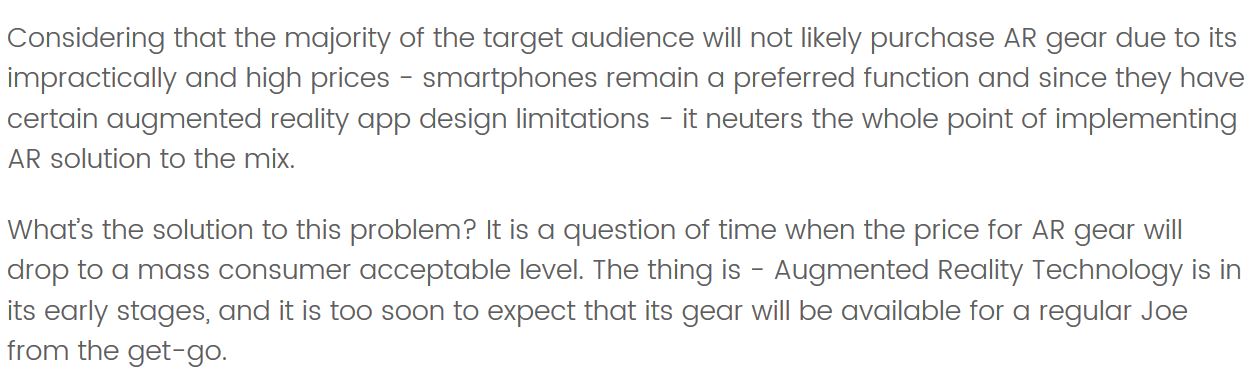 Considering that the majority of the target audience will not likely purchase AR gear due to its
impractically and high prices - smartphones remain a preferred function and since they have
certain augmented reality app design limitations - it neuters the whole point of implementing
AR solution to the mix.
What’s the solution to this problem? It is a question of time when the price for AR gear will
drop to a mass consumer acceptable level. The thing is - Augmented Reality Technology is in
its early stages, and it is too soon to expect that its gear will be available for a regular Joe
from the get-go.